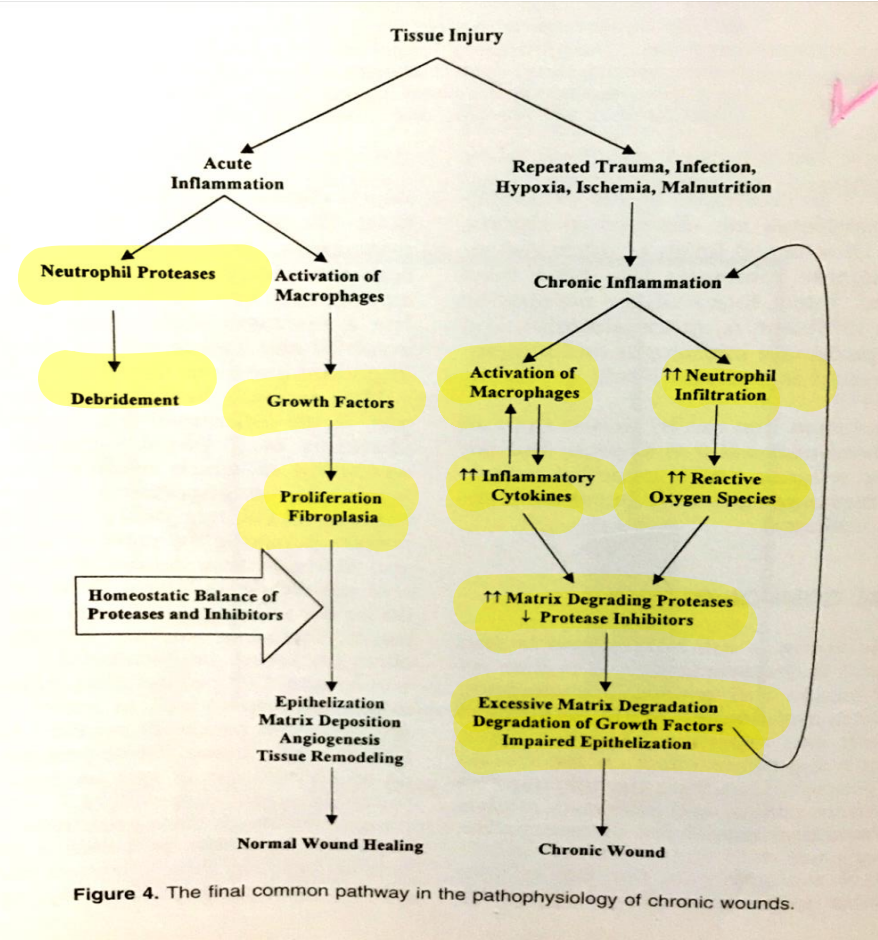 Tissue Injury
Acute
Inflammation
Repeated Trauma, Infection,
Hypoxia, Ischemia, Malnutrition
Neutrophil Proteases
Activation of
Macrophages
Chronic Inflammation
Debridement
Growth Factors
Activation of
Macrophages
↑↑ Neutrophil
Infiltration
Proliferation
Fibroplasia
↑↑ Inflammatory
Cytokines
↑↑ Reactive
Oxygen Species
Homeostatic Balance of
Proteases and Inhibitors
↑↑ Matrix Degrading Proteases
↓ Protease Inhibitors
Epithelization
Matrix Deposition
Angiogenesis
Tissue Remodeling
Excessive Matrix Degradation
Degradation of Growth Factors
Impaired Epithelization
Normal Wound Healing
Chronic Wound
Figure 4. The final common pathway in the pathophysiology of chronic wounds.